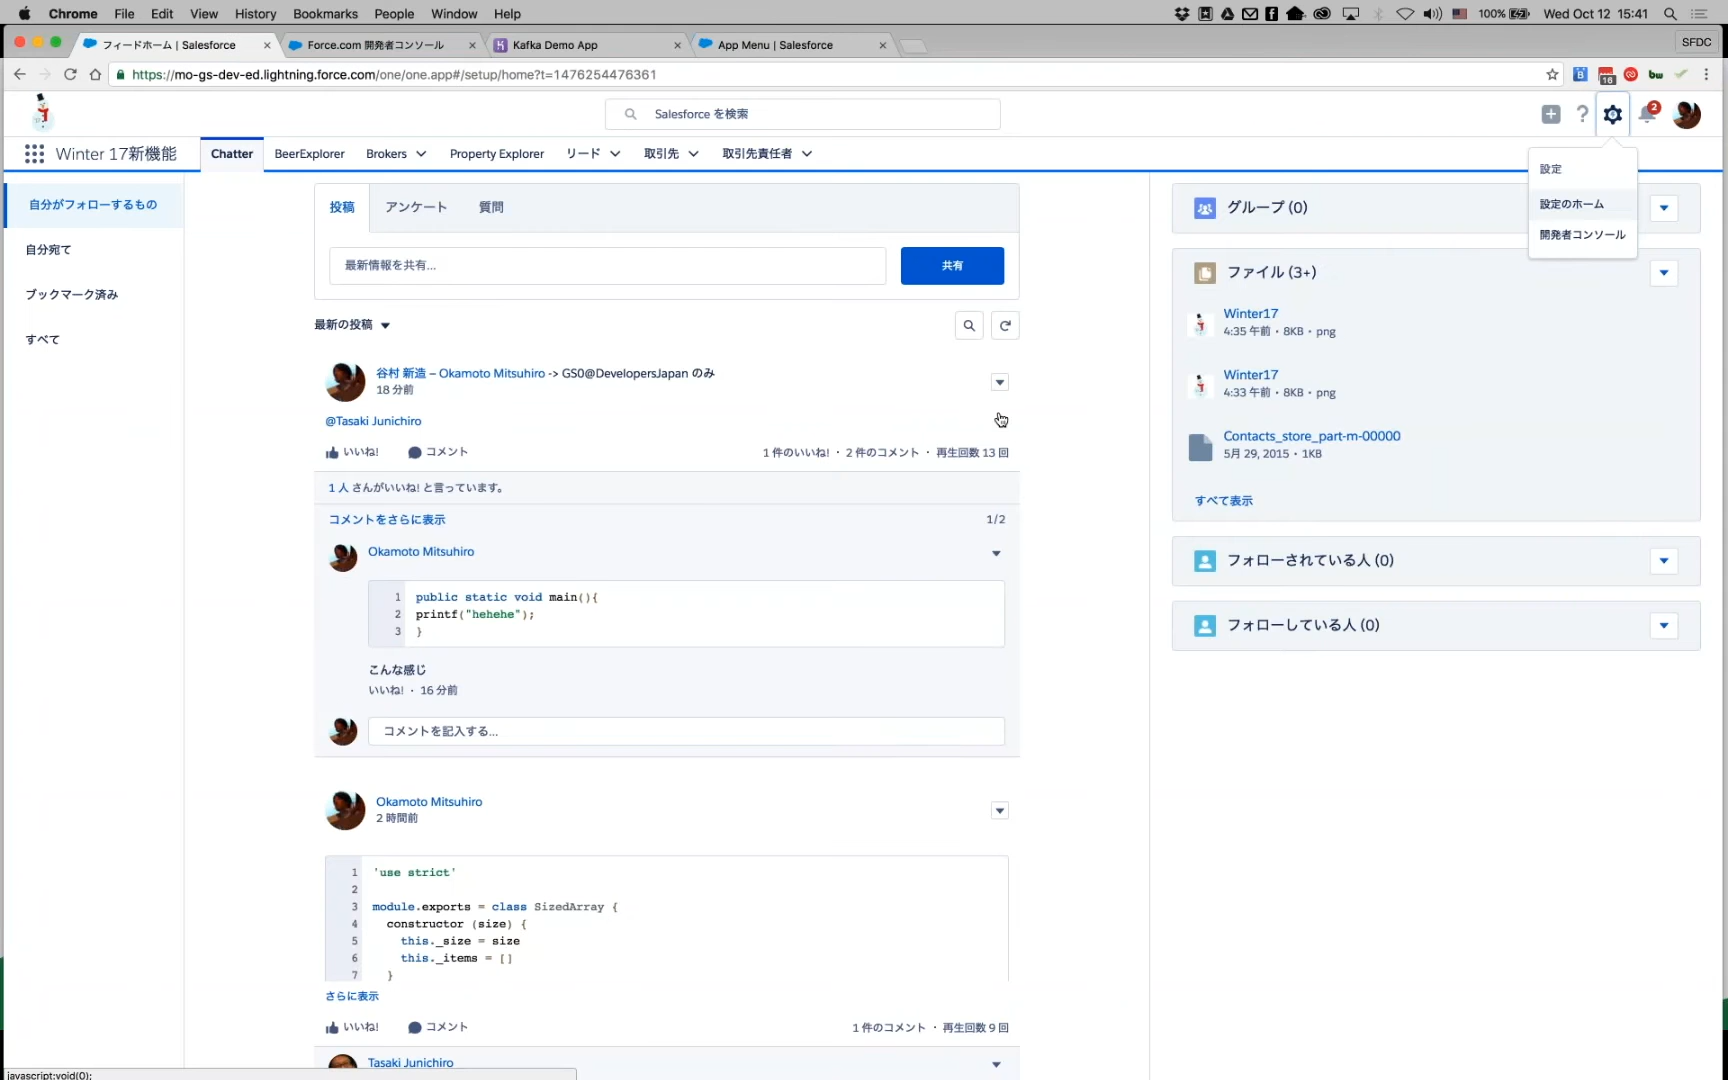 Chrome File Edit View History Bookmarks People Window Help 100% Wed Oct 12 15:41
フィードホーム | Salesforce Force.com 開発者コンソール Kafka Demo App App Menu | Salesforce SFDC
https://mo-gs-dev-ed.lightning.force.com/one/one.app#/setup/home?t=1476254476361 16 bw
Salesforce を検索 2
Winter 17新機能 Chatter BeerExplorer Brokers Property Explorer リード 取引先 取引先責任者
設定
設定のホーム
開発者コンソール
自分がフォローするもの
自分宛て
ブックマーク済み
すべて
投稿 アンケート 質問
最新情報を共有... 共有
最新の投稿
谷村 新造 – Okamoto Mitsuhiro -> GS0@DevelopersJapan のみ
18 分前
@Tasaki Junichiro
いいね! コメント 1 件のいいね! · 2 件のコメント · 再生回数 13 回
1 人 さんがいいね! と言っています。
コメントをさらに表示 1/2
Okamoto Mitsuhiro
1 public static void main(){
2 printf("hehehe");
3 }
こんな感じ
いいね! · 16 分前
コメントを記入する...
Okamoto Mitsuhiro
2 時間前
1 'use strict'
2
3 module.exports = class SizedArray {
4 constructor (size) {
5 this._size = size
6 this._items = []
7 }
さらに表示
いいね! コメント 1 件のコメント · 再生回数 9 回
Tasaki Junichiro
グループ (0)
ファイル (3+)
Winter17
4:35 午前 • 8KB • png
Winter17
4:33 午前 • 8KB • png
Contacts_store_part-m-00000
5月 29, 2015 • 1KB
すべて表示
フォローされている人 (0)
フォローしている人 (0)
javascript:void(0);